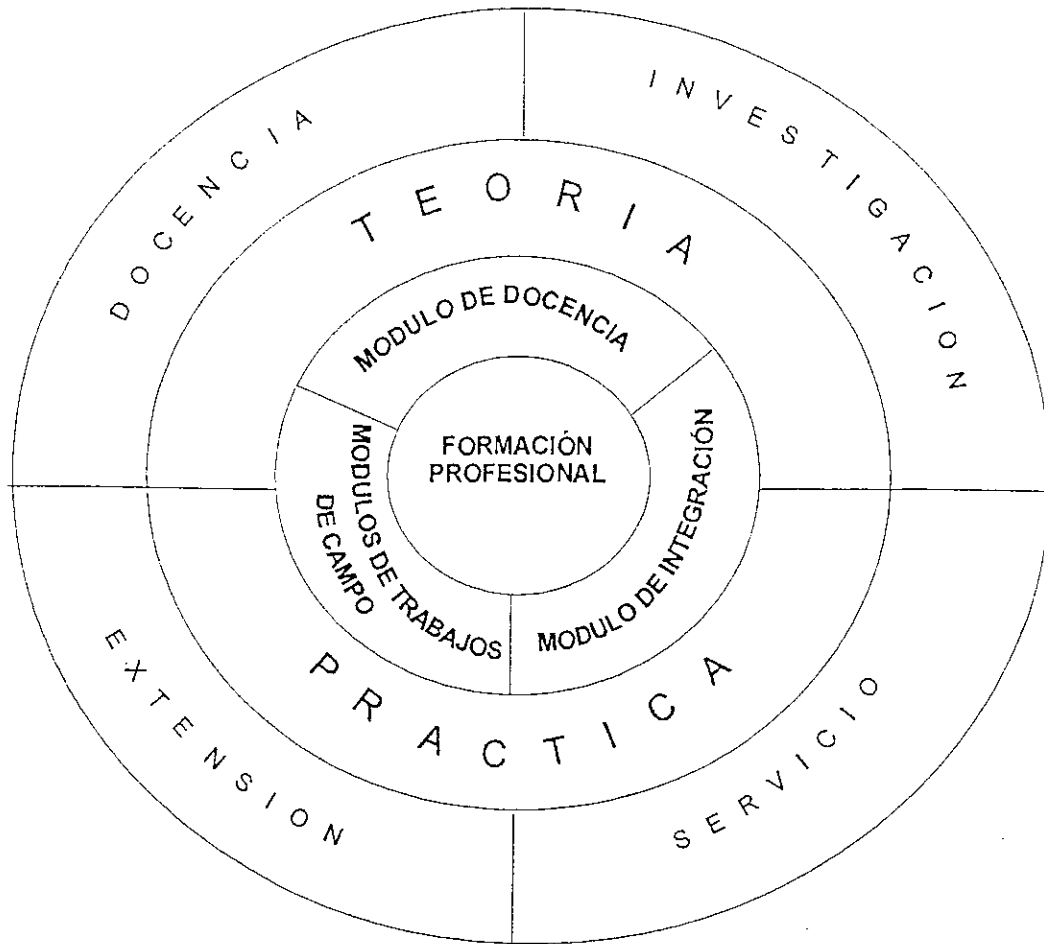 DOCENCIA
INVESTIGACION
TEORIA
MODULO DE DOCENCIA
FORMACIÓN
PROFESIONAL
MODULOS DE TRABAJOS
DE CAMPO
MODULO DE INTEGRACIÓN
PRACTICA
EXTENSION
SERVICIO